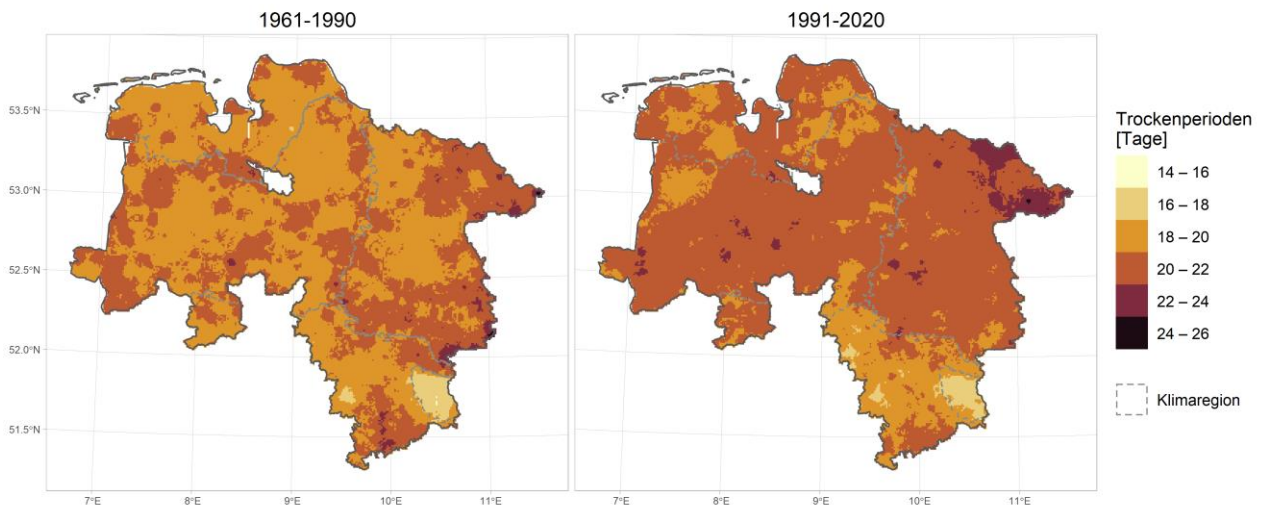 1961-1990
1991-2020
53.5°N
53.0°N
52.5°N
52.0°N
51.5°N
7°E
8°E
9°E
10°E
11°E
7°E
8°E
9°E
10°E
11°E
Trockenperioden
[Tage]
14 – 16
16 – 18
18 – 20
20 – 22
22 – 24
24 – 26
Klimaregion